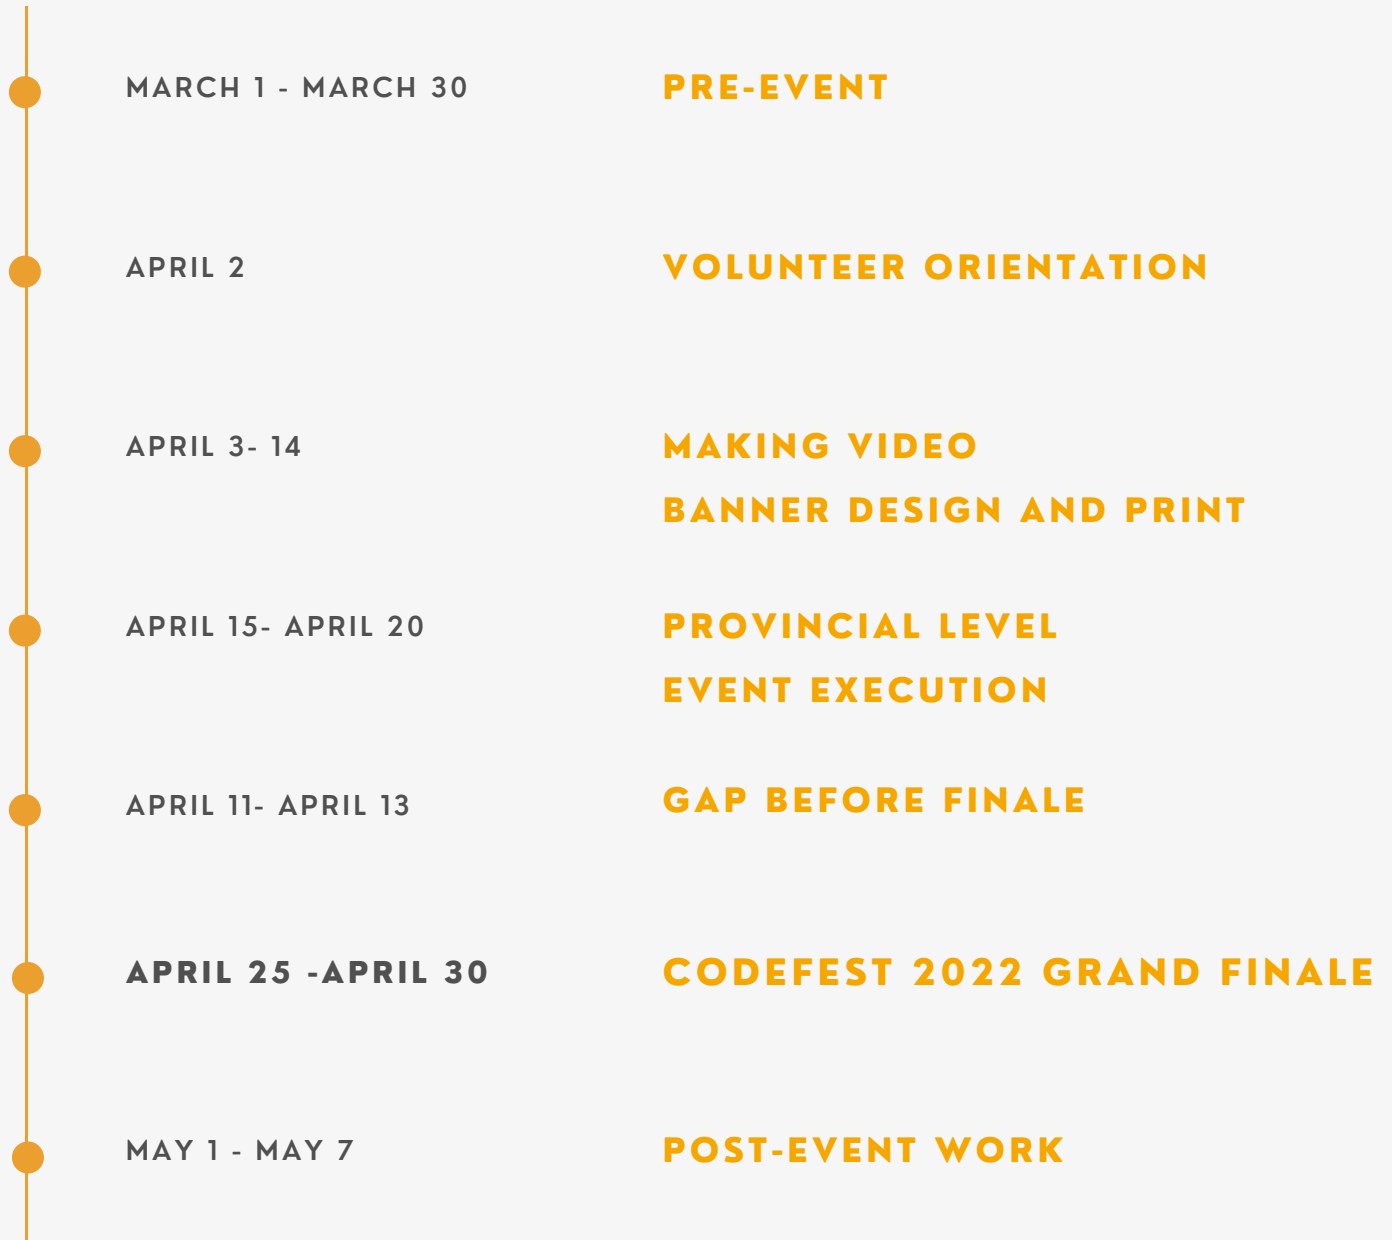 MARCH 1 - MARCH 30
PRE-EVENT
APRIL 2
VOLUNTEER ORIENTATION
APRIL 3- 14
MAKING VIDEO
BANNER DESIGN AND PRINT
APRIL 15- APRIL 20
PROVINCIAL LEVEL
EVENT EXECUTION
APRIL 11- APRIL 13
GAP BEFORE FINALE
APRIL 25 -APRIL 30
CODEFEST 2022 GRAND FINALE
MAY 1 - MAY 7
POST-EVENT WORK